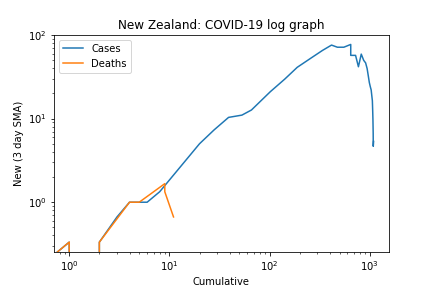 New Zealand: COVID-19 log graph
Cases
Deaths
New (3 day SMA)
10²
10¹
10⁰
10⁰ 10¹ 10² 10³
Cumulative